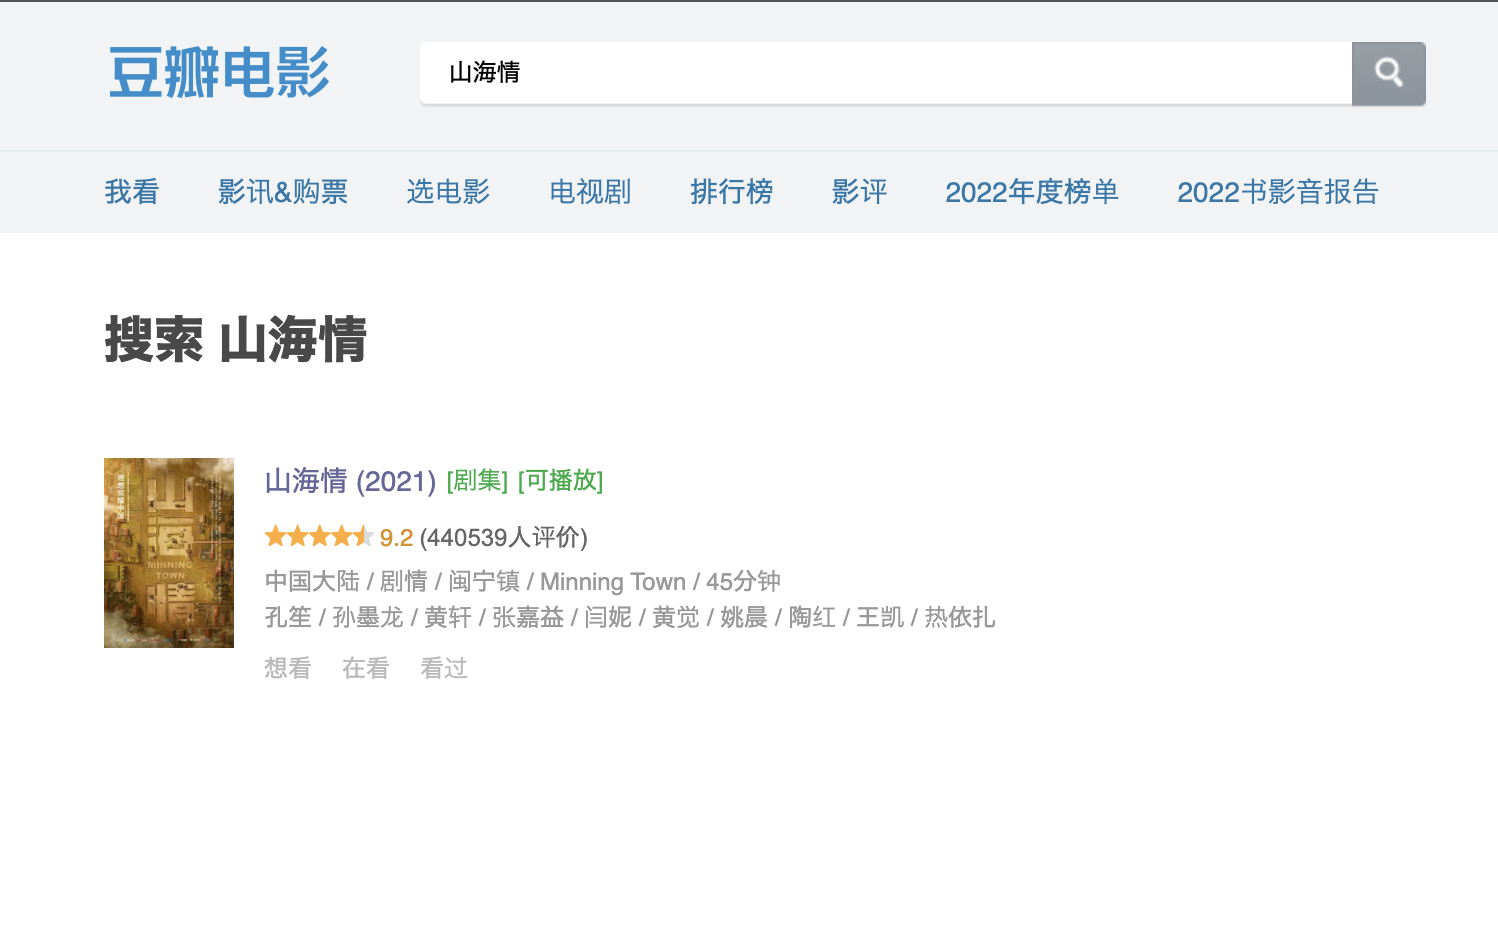 豆瓣电影
山海情
我看 影讯&购票 选电影 电视剧 排行榜 影评 2022年度榜单 2022书影音报告
搜索 山海情
山海情 (2021) [剧集] [可播放]
9.2 (440539人评价)
中国大陆 / 剧情 / 闽宁镇 / Minning Town / 45分钟
孔笙 / 孙墨龙 / 黄轩 / 张嘉益 / 闫妮 / 黄觉 / 姚晨 / 陶红 / 王凯 / 热依扎
想看 在看 看过
MINNING
TOWN